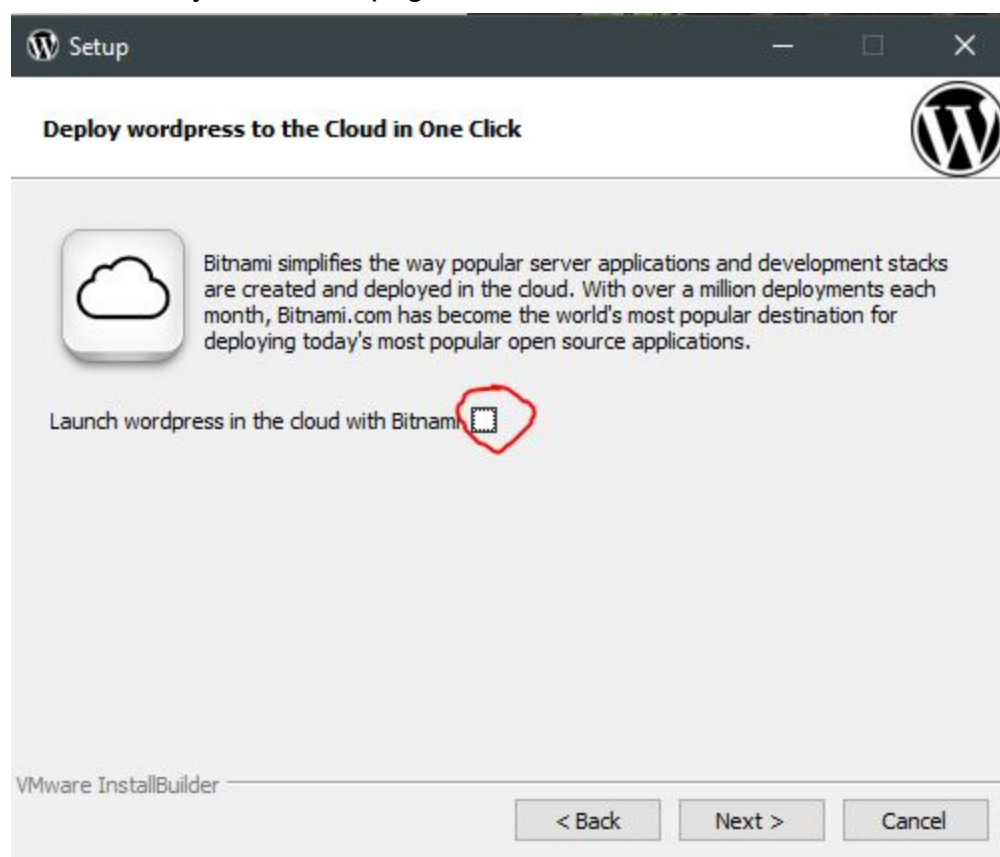 Setup
Deploy wordpress to the Cloud in One Click
Bitnami simplifies the way popular server applications and development stacks
are created and deployed in the cloud. With over a million deployments each
month, Bitnami.com has become the world's most popular destination for
deploying today's most popular open source applications.
Launch wordpress in the cloud with Bitnami
VMware InstallBuilder
< Back
Next >
Cancel